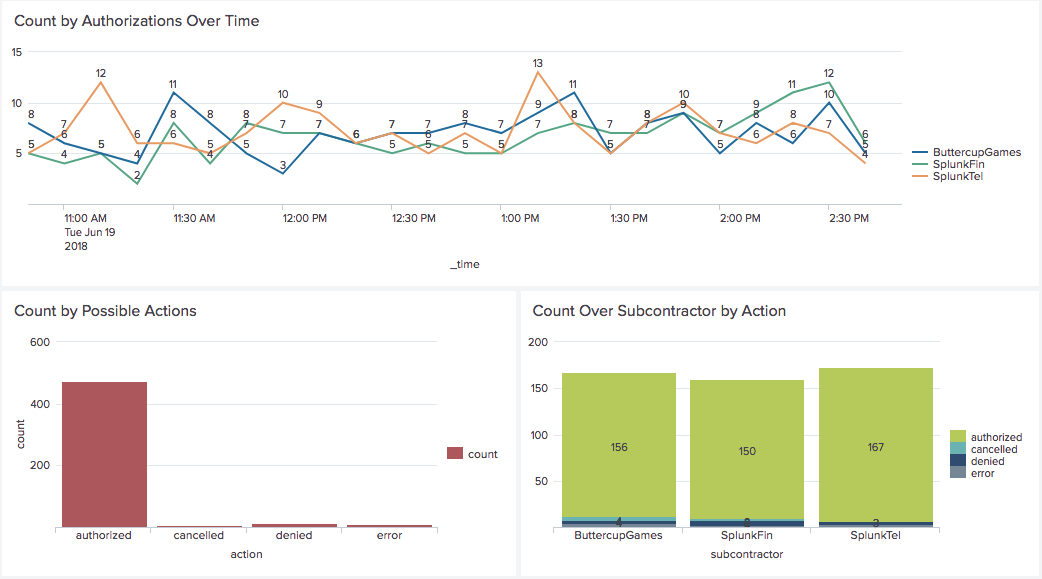 Count by Authorizations Over Time
15
10
5
8 5 7 6 4 12 5 6 4 2 11 8 6 8 5 4 8 7 5 10 7 3 9 7 6 7 5 7 6 8 7 5 7 5 13 9 7 11 8 7 5 8 7 10 9 7 5 9 8 6 11 8 6 12 10 6 5 4
ButtercupGames
SplunkFin
SplunkTel
11:00 AM 11:30 AM 12:00 PM 12:30 PM 1:00 PM 1:30 PM 2:00 PM 2:30 PM
Tue Jun 19
2018
_time
Count by Possible Actions
600
400
200
count
count
authorized cancelled denied error
action
Count Over Subcontractor by Action
200
150
100
50
156 150 167
4 3
authorized
cancelled
denied
error
ButtercupGames SplunkFin SplunkTel
subcontractor